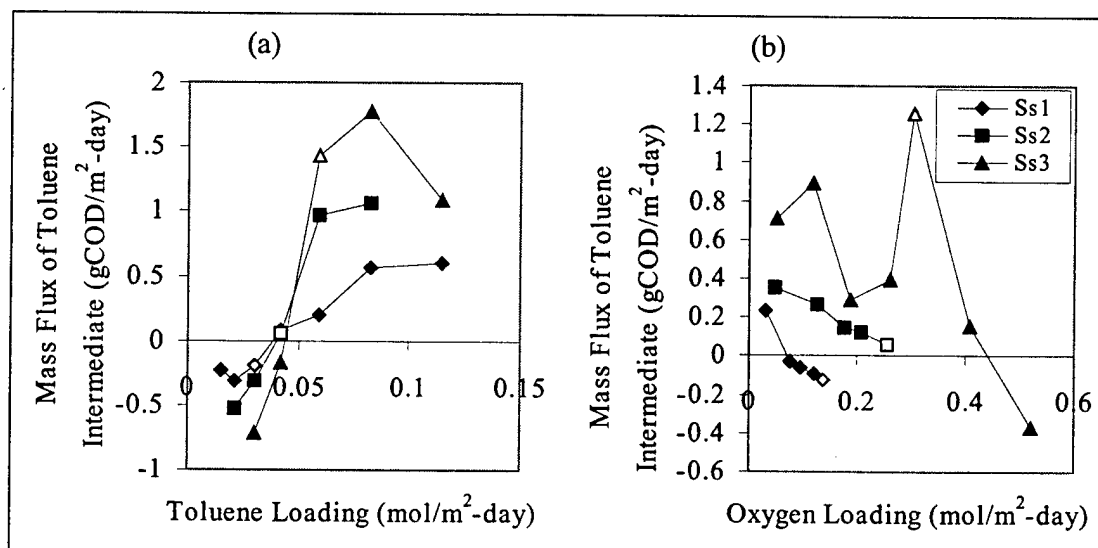 (a)
Mass Flux of Toluene
Intermediate (gCOD/m²-day)
2
1.5
1
0.5
0
-0.5
-1
0.05
0.1
0.15
Toluene Loading (mol/m²-day)
(b)
Mass Flux of Toluene
Intermediate (gCOD/m²-day)
1.4
1.2
1
0.8
0.6
0.4
0.2
0
-0.2
-0.4
-0.6
0
0.2
0.4
0.6
Oxygen Loading (mol/m²-day)
Ss1
Ss2
Ss3